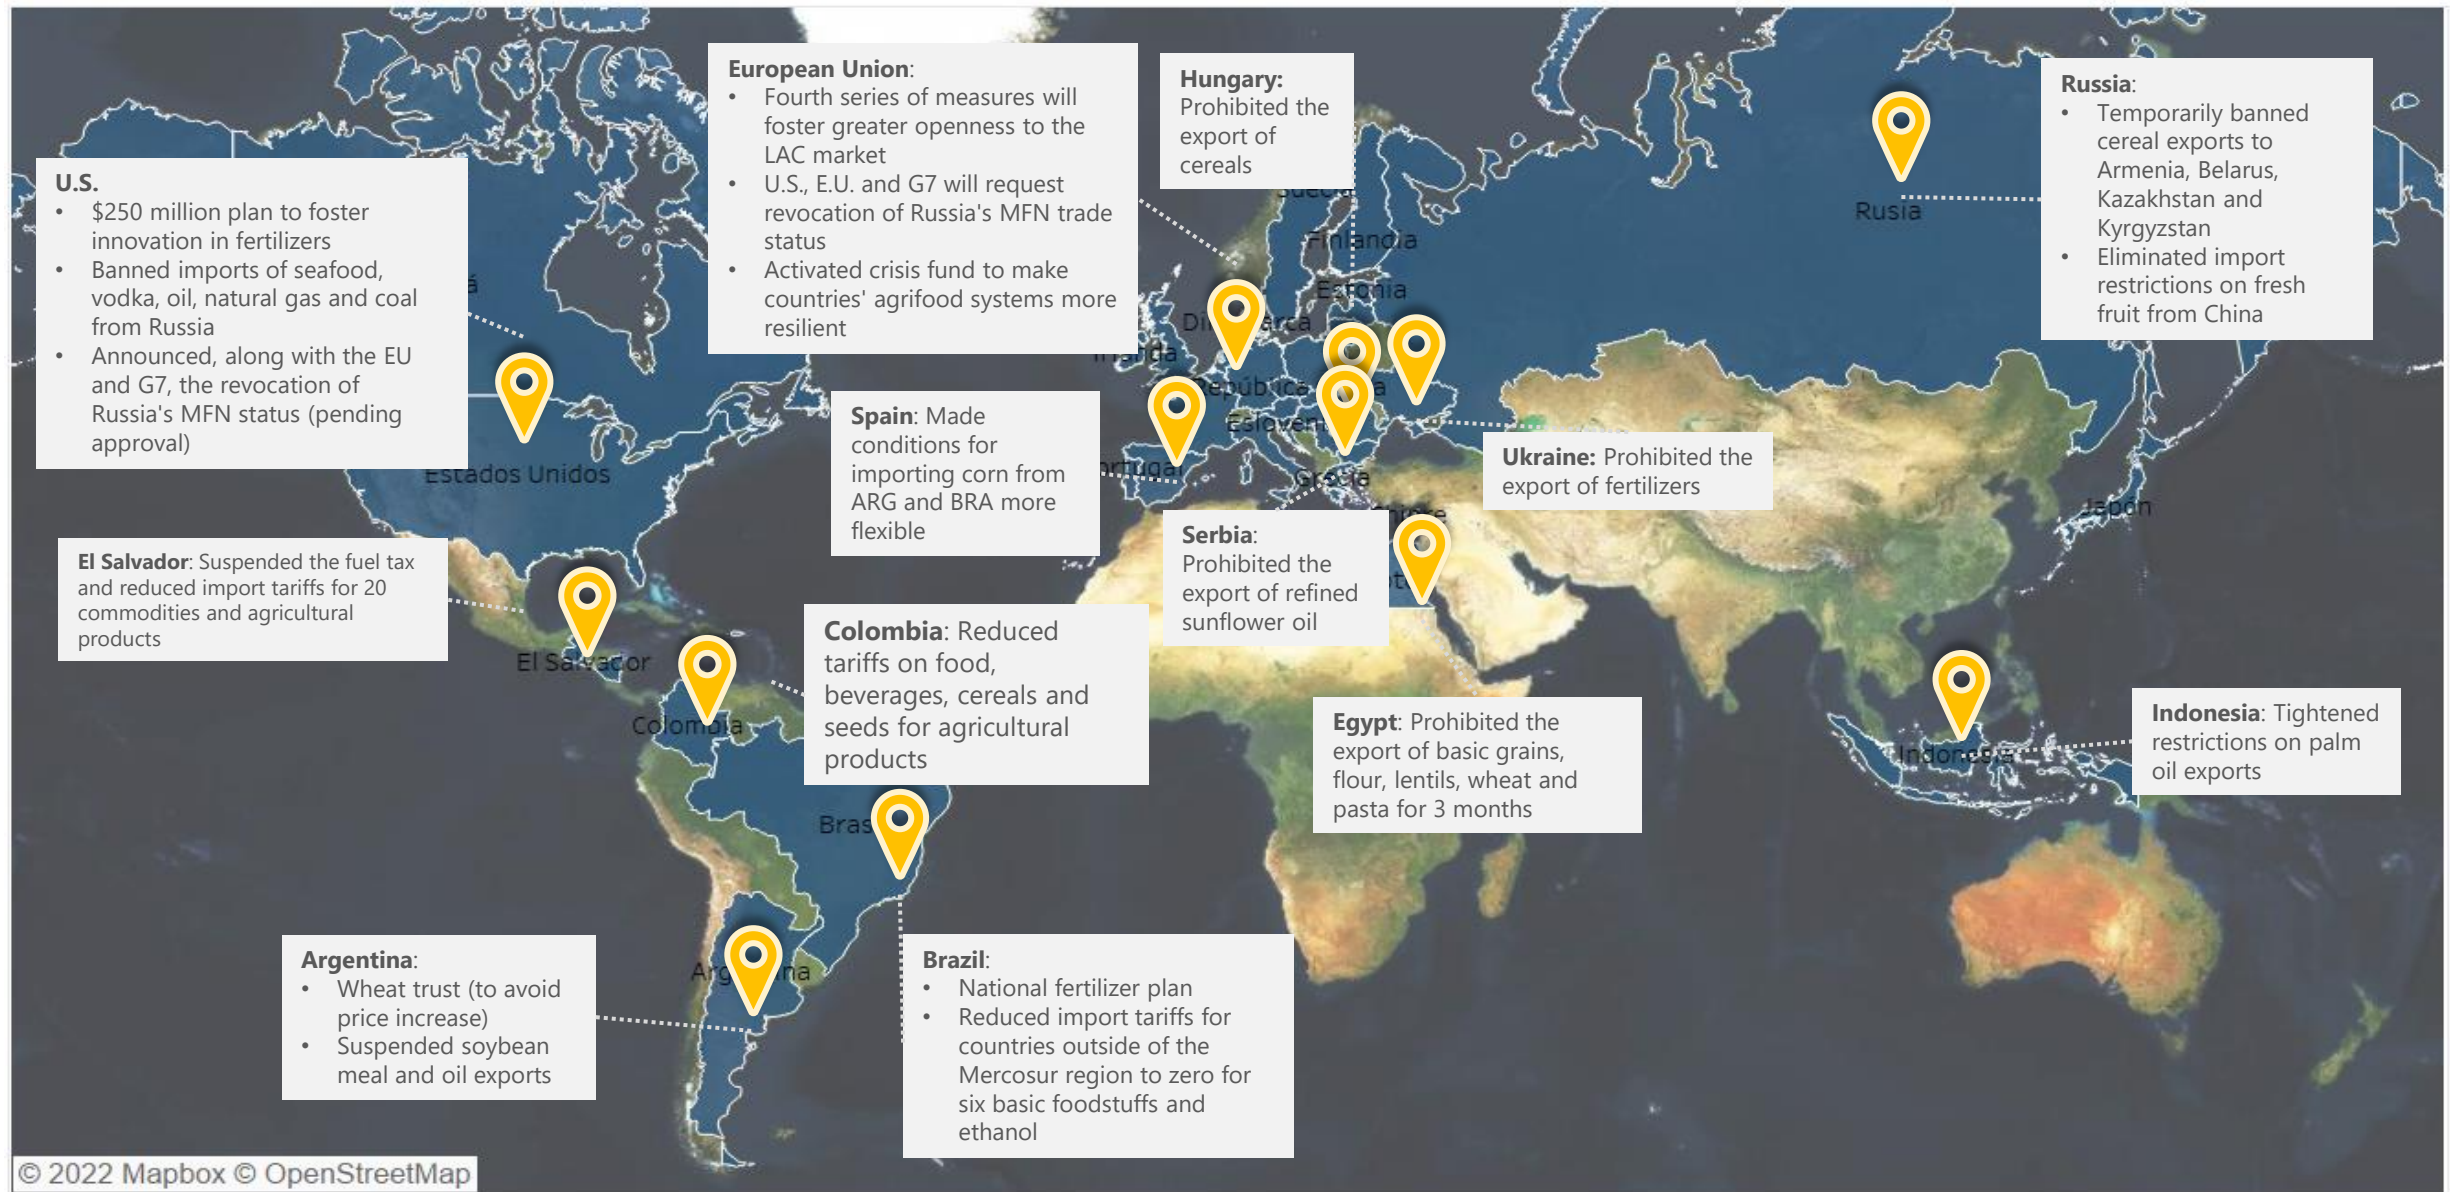 European Union:
• Fourth series of measures will
foster greater openness to the
LAC market
• U.S., E.U. and G7 will request
revocation of Russia's MFN trade
status
• Activated crisis fund to make
countries' agrifood systems more
resilient
Hungary:
Prohibited the
export of
cereals
Russia:
• Temporarily banned
cereal exports to
Armenia, Belarus,
Kazakhstan and
Kyrgyzstan
• Eliminated import
restrictions on fresh
fruit from China
U.S.
• $250 million plan to foster
innovation in fertilizers
• Banned imports of seafood,
vodka, oil, natural gas and coal
from Russia
• Announced, along with the EU
and G7, the revocation of
Russia's MFN status (pending
approval)
Rusia
Finlandia
Estonia
República
Grecia
Japón
Estados Unidos
Spain: Made
conditions for
importing corn from
ARG and BRA more
flexible
Ukraine: Prohibited the
export of fertilizers
Serbia:
Prohibited the
export of refined
sunflower oil
El Salvador: Suspended the fuel tax
and reduced import tariffs for 20
commodities and agricultural
products
El Salvador
Colombia: Reduced
tariffs on food,
beverages, cereals and
seeds for agricultural
products
Colombia
Egypt: Prohibited the
export of basic grains,
flour, lentils, wheat and
pasta for 3 months
Indonesia: Tightened
restrictions on palm
oil exports
Indonesia
Bras
Argentina:
• Wheat trust (to avoid
price increase)
• Suspended soybean
meal and oil exports
Brazil:
• National fertilizer plan
• Reduced import tariffs for
countries outside of the
Mercosur region to zero for
six basic foodstuffs and
ethanol
© 2022 Mapbox © OpenStreetMap